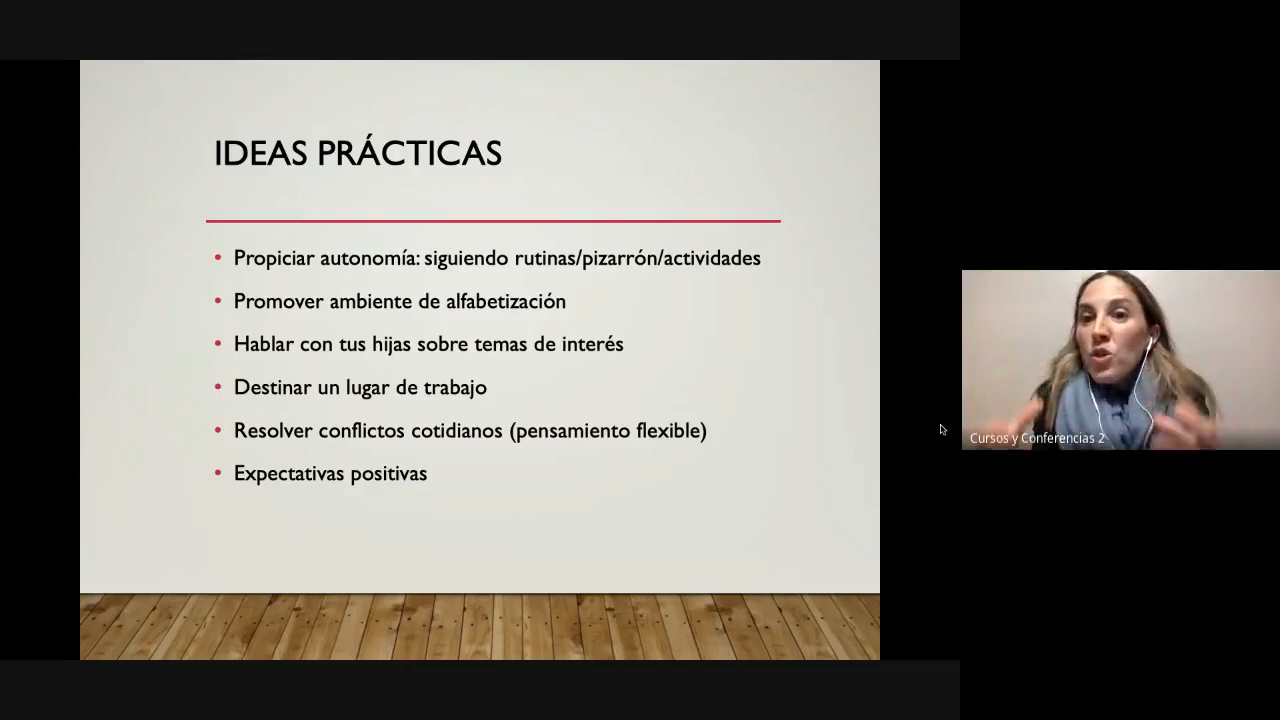 IDEAS PRÁCTICAS
• Propiciar autonomía: siguiendo rutinas/pizarrón/actividades
• Promover ambiente de alfabetización
• Hablar con tus hijas sobre temas de interés
• Destinar un lugar de trabajo
• Resolver conflictos cotidianos (pensamiento flexible)
• Expectativas positivas
Cursos y Conferencias 2